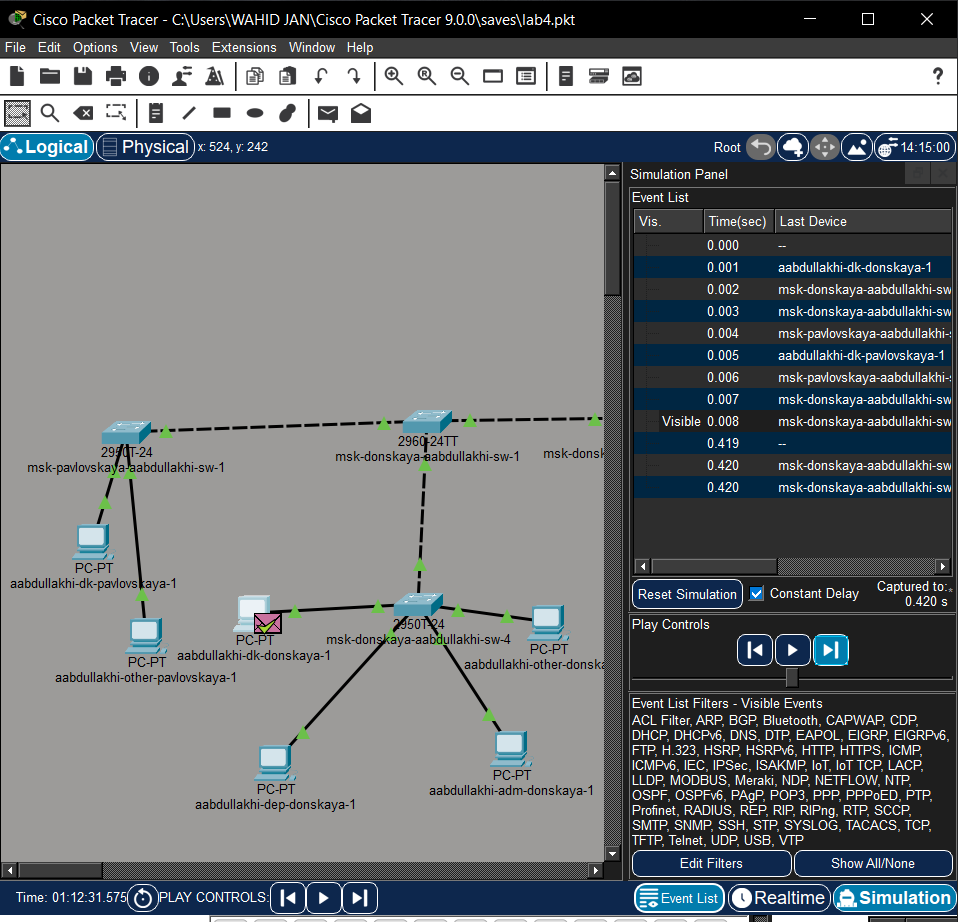 Cisco Packet Tracer - C:\Users\WAHID JAN\Cisco Packet Tracer 9.0.0\saves\lab4.pkt
File Edit Options View Tools Extensions Window Help
?
Logical Physical x: 524, y: 242 Root 14:15:00
Simulation Panel
Event List
Vis. Time(sec) Last Device
0.000 --
0.001 aabdullakhi-dk-donskaya-1
0.002 msk-donskaya-aabdullakhi-sw
0.003 msk-donskaya-aabdullakhi-sw
0.004 msk-pavlovskaya-aabdullakhi-
0.005 aabdullakhi-dk-pavlovskaya-1
0.006 msk-pavlovskaya-aabdullakhi-
0.007 msk-donskaya-aabdullakhi-sw
Visible 0.008 msk-donskaya-aabdullakhi-sw
0.419 --
0.420 msk-donskaya-aabdullakhi-sw
0.420 msk-donskaya-aabdullakhi-sw
Reset Simulation Constant Delay Captured to:
0.420 s
Play Controls
Event List Filters - Visible Events
ACL Filter, ARP, BGP, Bluetooth, CAPWAP, CDP,
DHCP, DHCPv6, DNS, DTP, EAPOL, EIGRP, EIGRPv6,
FTP, H.323, HSRP, HSRPv6, HTTP, HTTPS, ICMP,
ICMPv6, IEC, IPSec, ISAKMP, IoT, IoT TCP, LACP,
LLDP, MODBUS, Meraki, NDP, NETFLOW, NTP,
OSPF, OSPFv6, PAgP, POP3, PPP, PPPoED, PTP,
Profinet, RADIUS, REP, RIP, RIPng, RTP, SCCP,
SMTP, SNMP, SSH, STP, SYSLOG, TACACS, TCP,
TFTP, Telnet, UDP, USB, VTP
Edit Filters Show All/None
2950T-24
msk-pavlovskaya-aabdullakhi-sw-1
2960-24TT
msk-donskaya-aabdullakhi-sw-1
msk-donsk
PC-PT
aabdullakhi-dk-pavlovskaya-1
PC-PT
aabdullakhi-other-pavlovskaya-1
PC-PT
aabdullakhi-dk-donskaya-1
2950T-24
msk-donskaya-aabdullakhi-sw-4
PC-PT
aabdullakhi-other-donska
PC-PT
aabdullakhi-dep-donskaya-1
PC-PT
aabdullakhi-adm-donskaya-1
Time: 01:12:31.575 PLAY CONTROLS: Event List Realtime Simulation